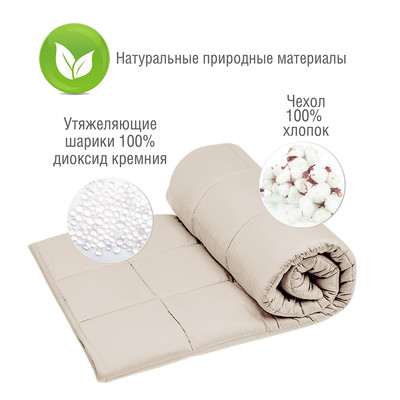 Натуральные природные материалы
Утяжеляющие
шарики 100%
диоксид кремния
Чехол
100%
хлопок